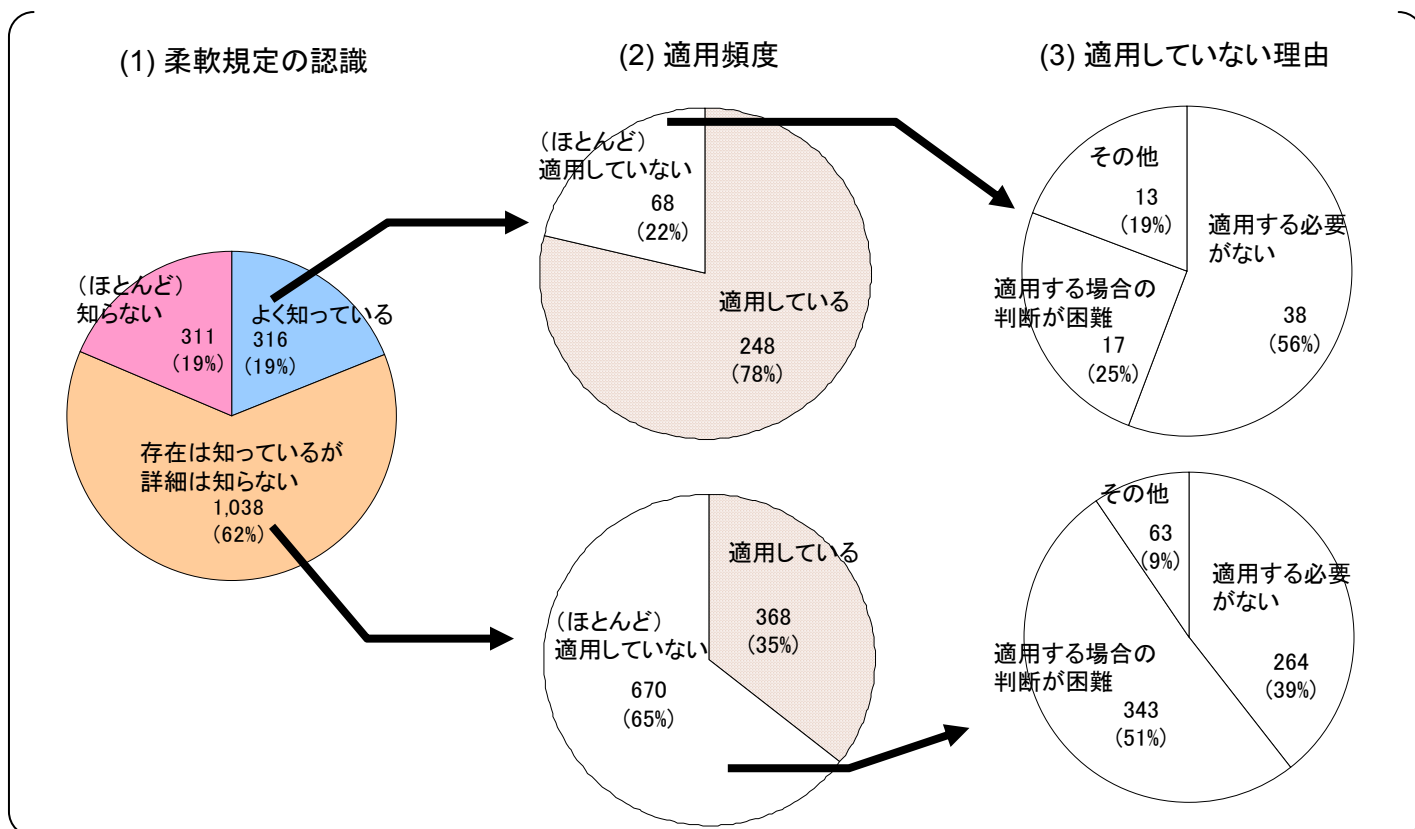 (1) 柔軟規定の認識
(2) 適用頻度
(3) 適用していない理由
（ほとんど）
知らない
311
(19%)
よく知っている
316
(19%)
存在は知っているが
詳細は知らない
1,038
(62%)
（ほとんど）
適用していない
68
(22%)
適用している
248
(78%)
その他
13
(19%)
適用する必要
がない
38
(56%)
適用する場合の
判断が困難
17
(25%)
適用している
368
(35%)
（ほとんど）
適用していない
670
(65%)
その他
63
(9%)
適用する必要
がない
264
(39%)
適用する場合の
判断が困難
343
(51%)